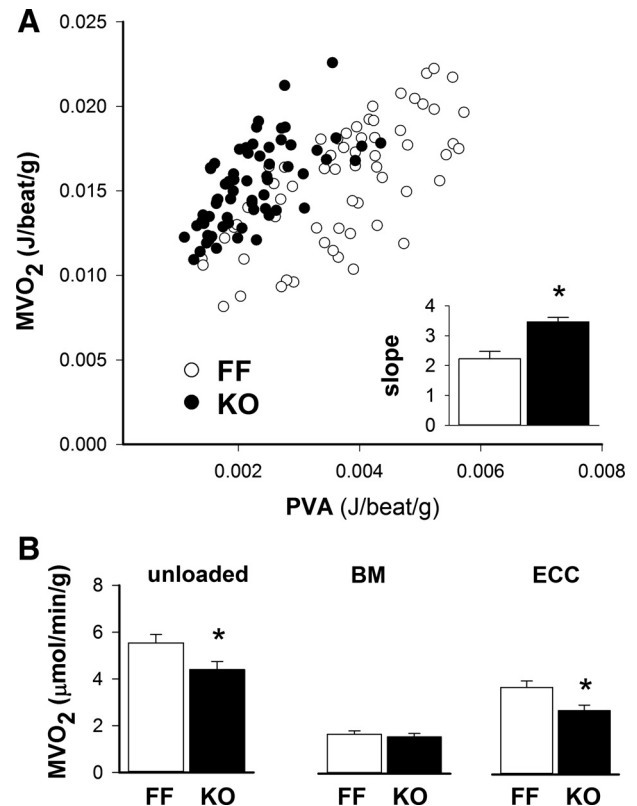 A
0.025
0.020
0.015
0.010
0.005
0.000
MVO2 (J/beat/g)
FF
KO
4
3
2
1
0
slope
*
0.002 0.004 0.006 0.008
PVA (J/beat/g)
B
unloaded BM ECC
8
6
4
2
0
MVO2 (μmol/min/g)
* *
FF KO FF KO FF KO